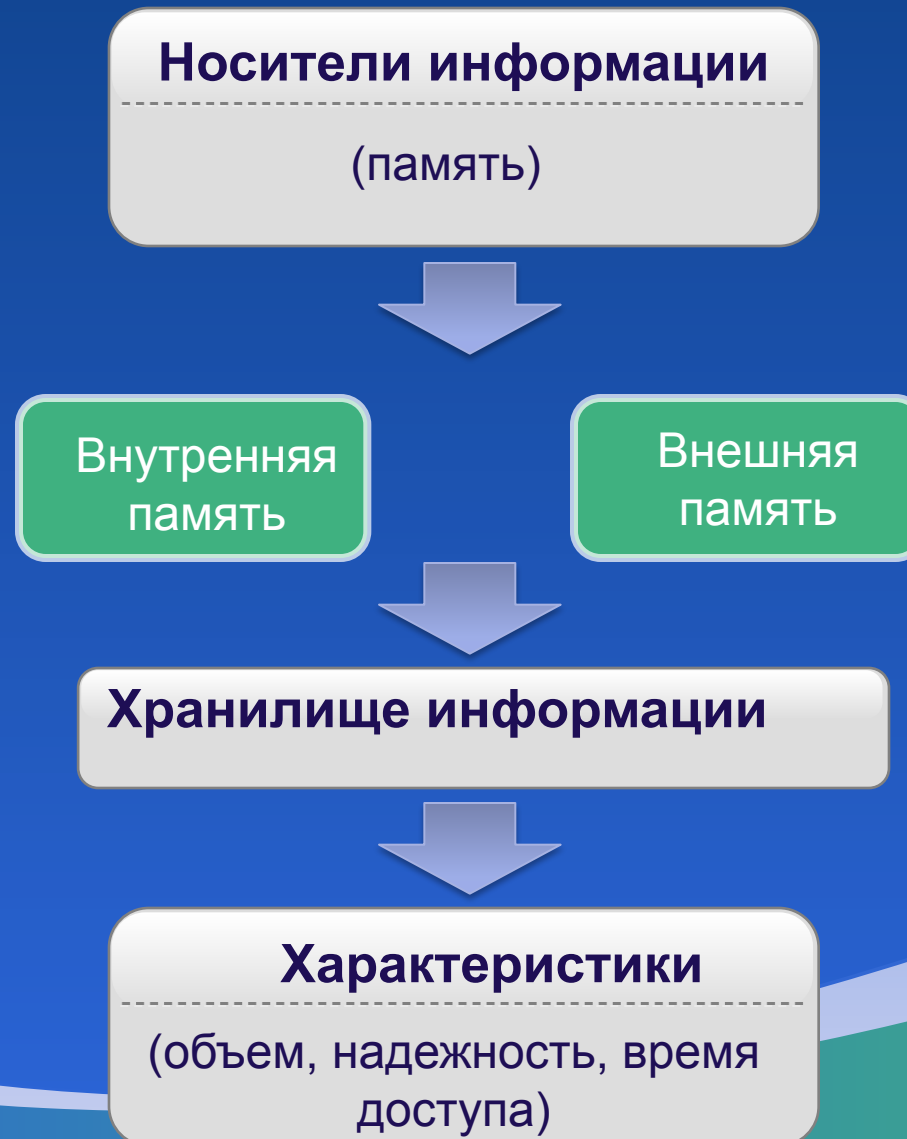 Носители информации
(память)
Внутренняя
память
Внешняя
память
Хранилище информации
Характеристики
(объем, надежность, время
доступа)